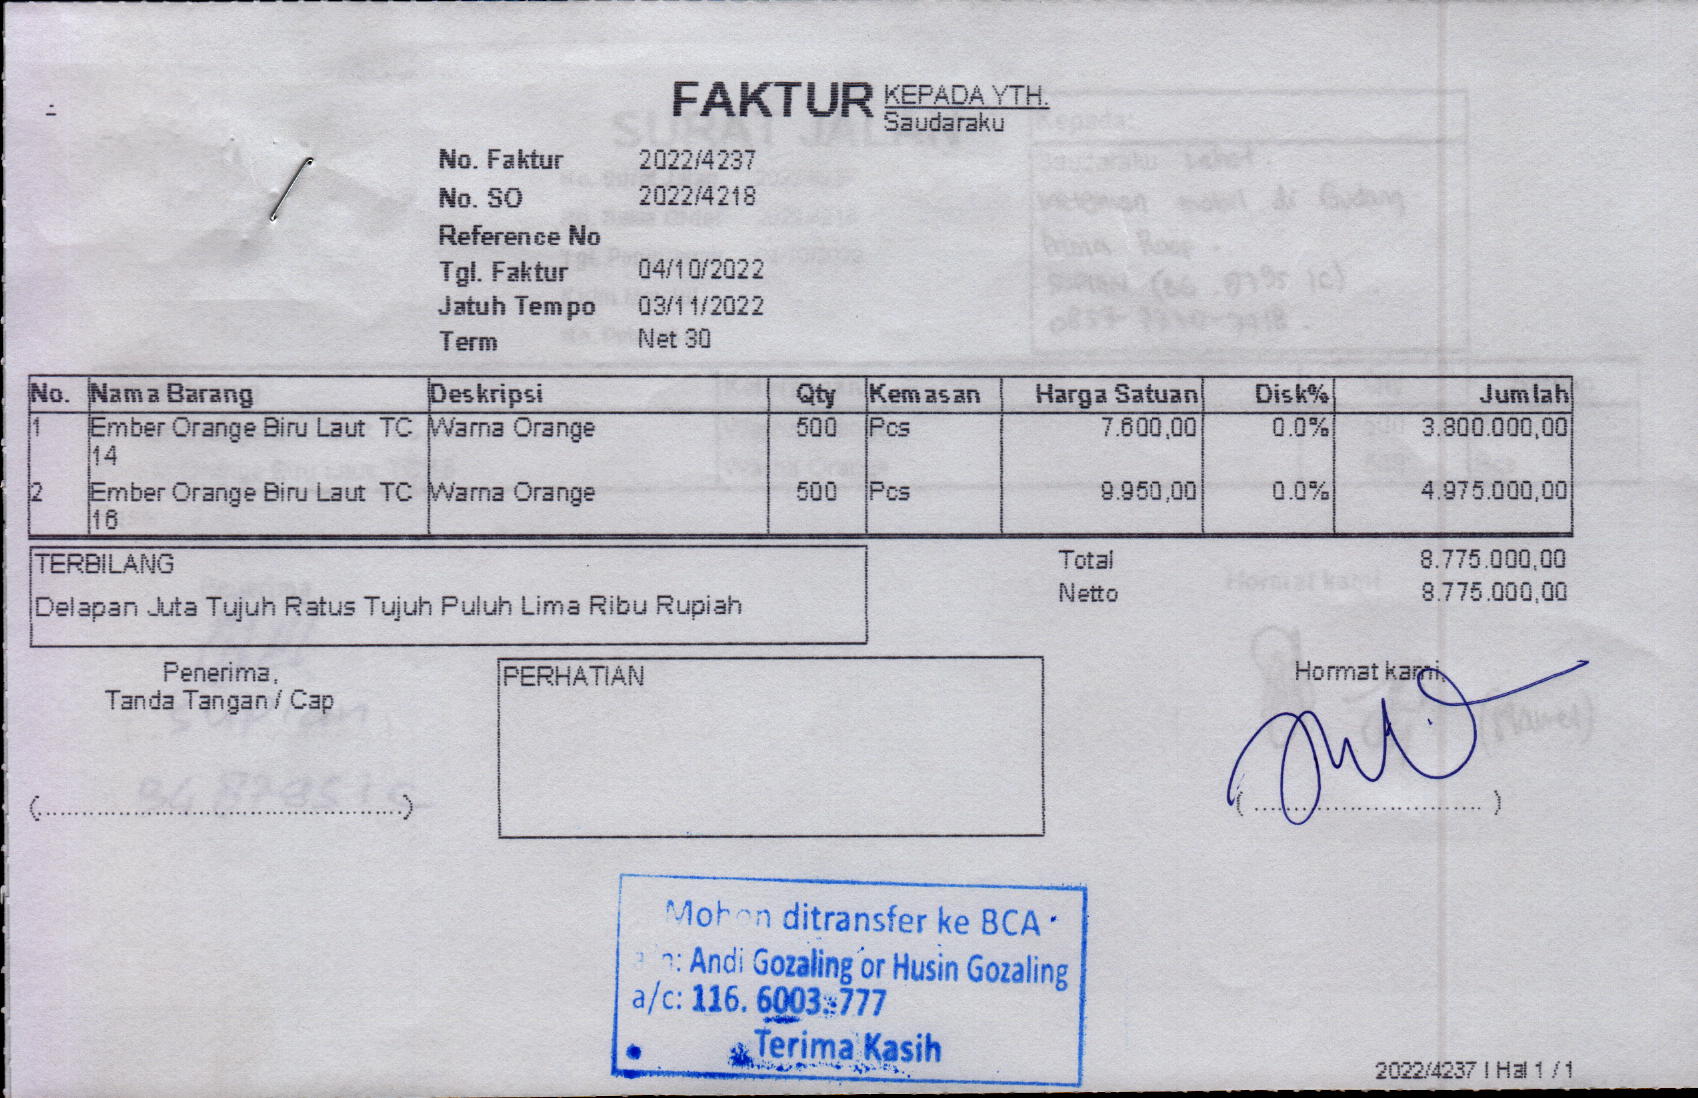 FAKTUR
KEPADA YTH.
Saudaraku
No. Faktur 2022/4237
No. SO 2022/4218
Reference No
Tgl. Faktur 04/10/2022
Jatuh Tempo 03/11/2022
Term Net 30
No. Nama Barang Deskripsi Qty Kemasan Harga Satuan Disk% Jumlah
1 Ember Orange Biru Laut TC 14 Warna Orange 500 Pcs 7.600,00 0.0% 3.800.000,00
2 Ember Orange Biru Laut TC 16 Warna Orange 500 Pcs 9.950,00 0.0% 4.975.000,00
TERBILANG
Delapan Juta Tujuh Ratus Tujuh Puluh Lima Ribu Rupiah
Total 8.775.000,00
Netto 8.775.000,00
Penerima,
Tanda Tangan / Cap
(..........................................)
PERHATIAN
Hormat kami,
( ............................... )
Mohon ditransfer ke BCA
: Andi Gozaling or Husin Gozaling
a/c: 116. 6003.777
Terima Kasih
2022/4237 | Hal 1 / 1